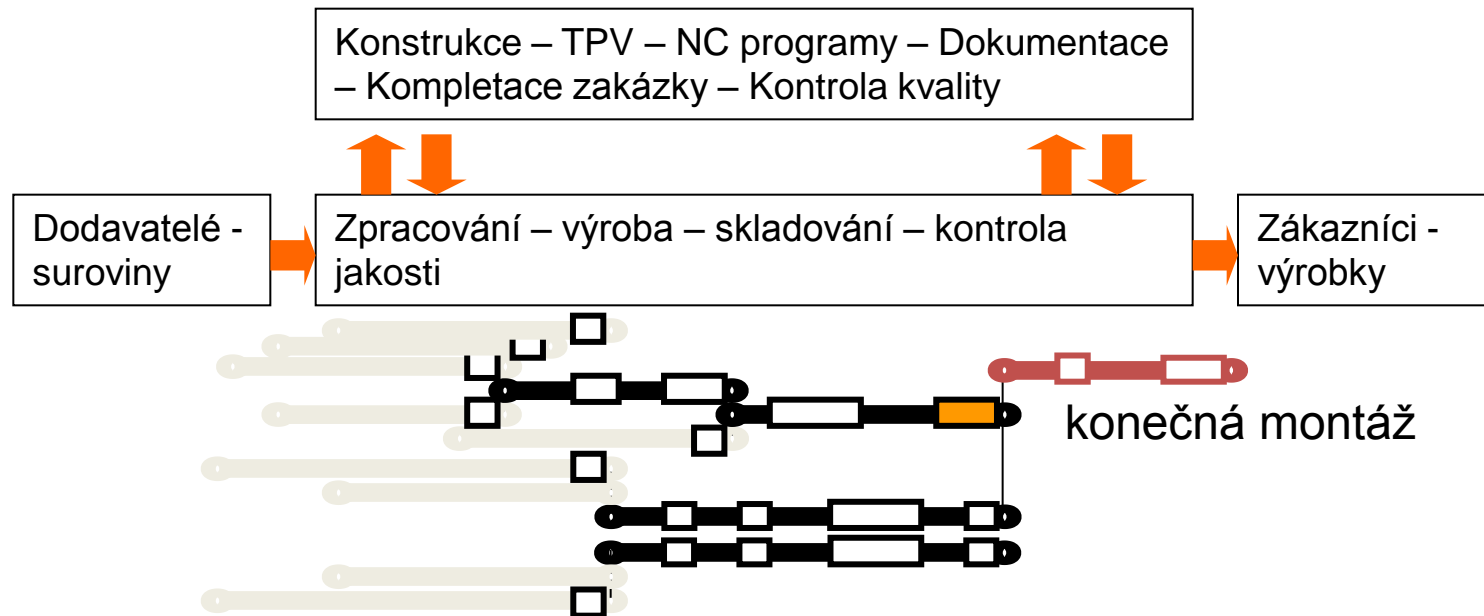 Konstrukce – TPV – NC programy – Dokumentace
– Kompletace zakázky – Kontrola kvality
Dodavatelé -
suroviny
Zpracování – výroba – skladování – kontrola
jakosti
Zákazníci -
výrobky
konečná montáž